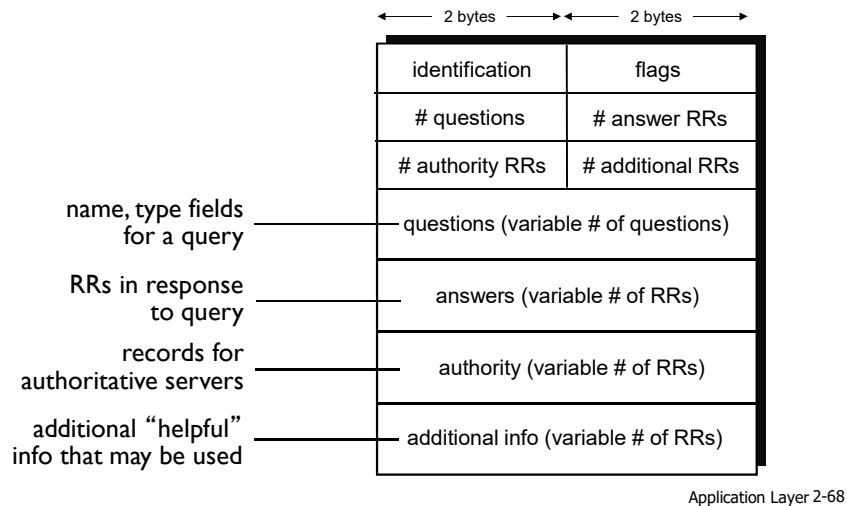 2 bytes 2 bytes
identification flags
# questions # answer RRs
# authority RRs # additional RRs
name, type fields
for a query
questions (variable # of questions)
RRs in response
to query
answers (variable # of RRs)
records for
authoritative servers
authority (variable # of RRs)
additional “helpful”
info that may be used
additional info (variable # of RRs)
Application Layer 2-68